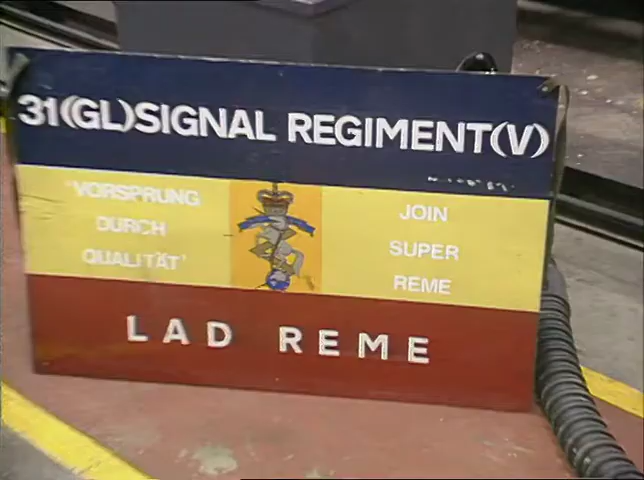 31(GL)SIGNAL REGIMENT(V)
'VORSPRUNG
DURCH
QUALITÄT'
JOIN
SUPER
REME
LAD REME